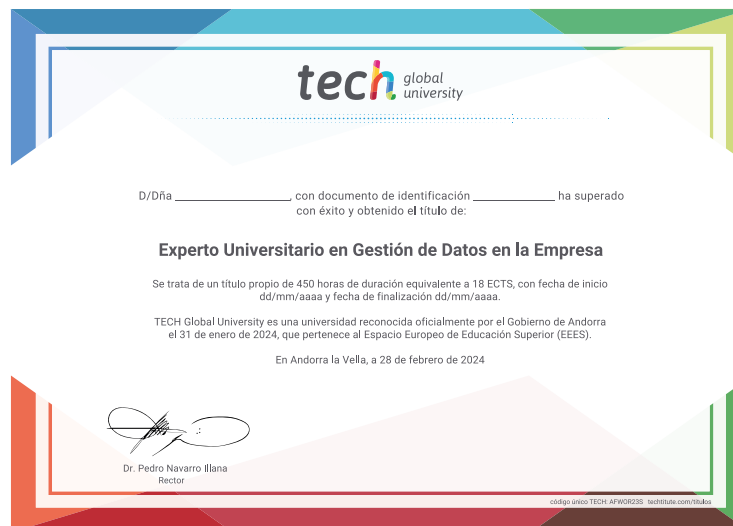 tech global university
D/Dña ____________________, con documento de identificación ______________ ha superado
con éxito y obtenido el título de:
Experto Universitario en Gestión de Datos en la Empresa
Se trata de un título propio de 450 horas de duración equivalente a 18 ECTS, con fecha de inicio
dd/mm/aaaa y fecha de finalización dd/mm/aaaa.
TECH Global University es una universidad reconocida oficialmente por el Gobierno de Andorra
el 31 de enero de 2024, que pertenece al Espacio Europeo de Educación Superior (EEES).
En Andorra la Vella, a 28 de febrero de 2024
Dr. Pedro Navarro Illana
Rector
código único TECH: AFWOR23S techtitute.com/titulos